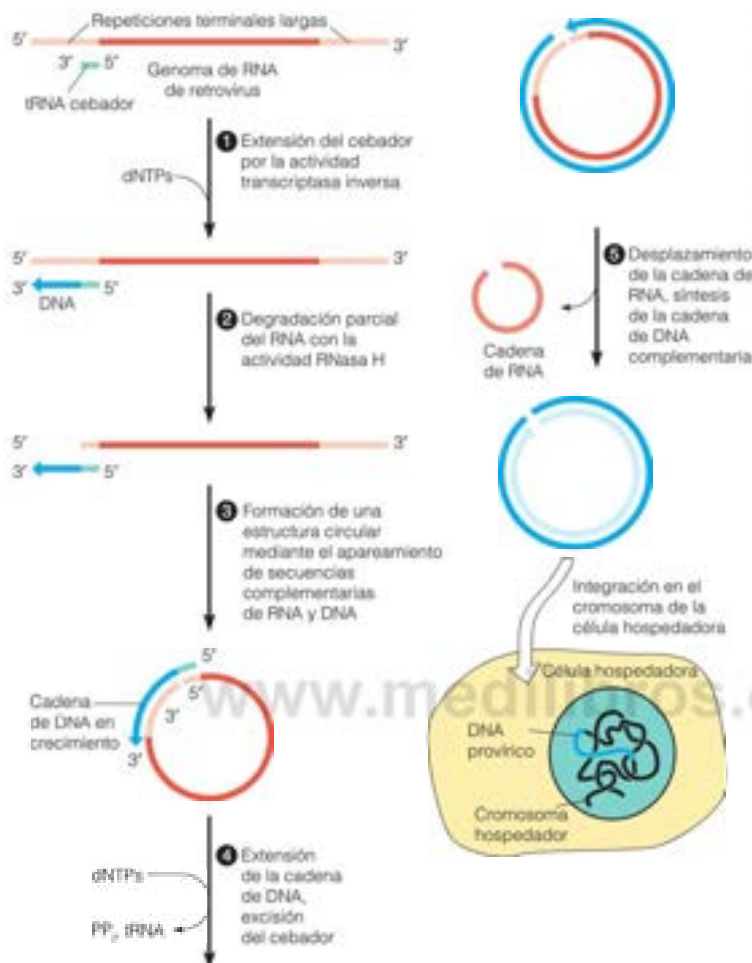 Repeticiones terminales largas
5′
3′
3′ 5′
tRNA cebador
Genoma de RNA
de retrovirus
1 Extensión del cebador
por la actividad
transcriptasa inversa
dNTPs
5′
3′
3′
DNA
5′
2 Degradación parcial
del RNA con la
actividad RNasa H
5′
3′
3′
5′
3 Formación de una
estructura circular
mediante el apareamiento
de secuencias
complementarias
de RNA y DNA
5′
5′
3′
3′
Cadena
de DNA en
crecimiento
4 Extensión
de la cadena
de DNA,
excisión
del cebador
dNTPs
PPi, tRNA
5 Desplazamiento
de la cadena de
RNA, síntesis
de la cadena
de DNA
complementaria
Cadena
de RNA
Integración en el
cromosoma de la
célula hospedadora
Célula hospedadora
DNA
provírico
Cromosoma
hospedador
www.medilibros.c